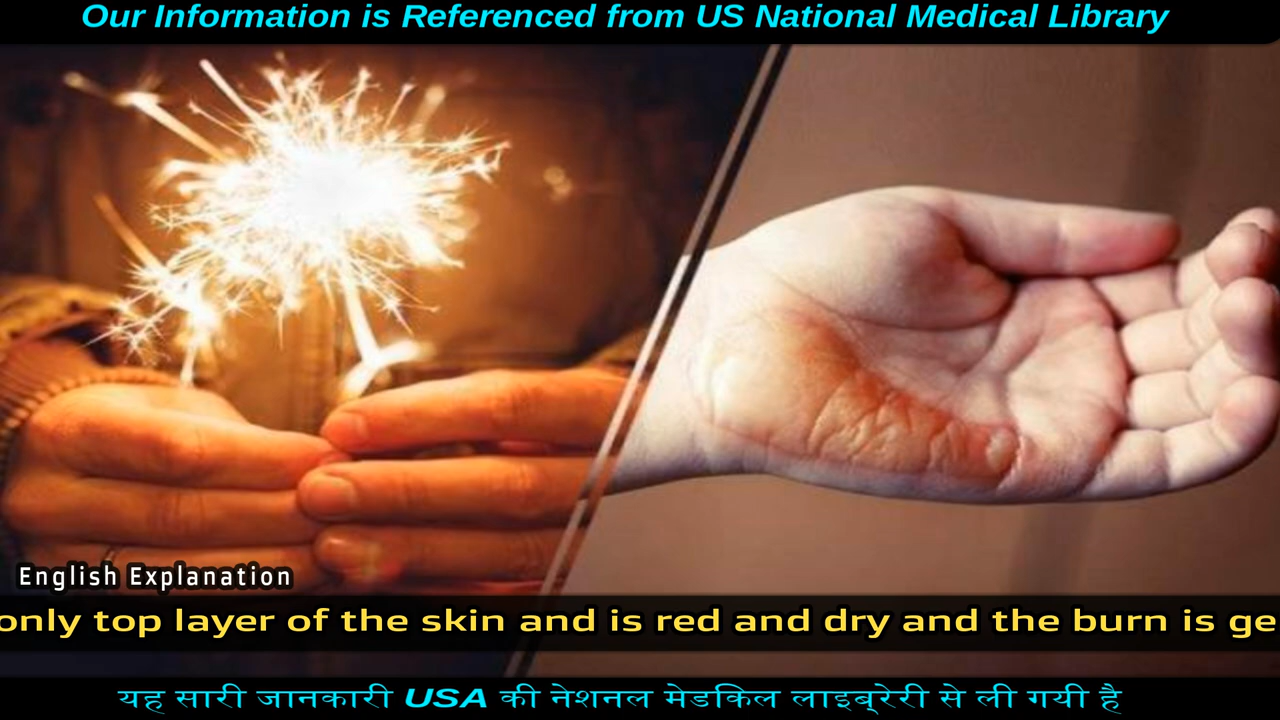 Our Information is Referenced from US National Medical Library
English Explanation
only top layer of the skin and is red and dry and the burn is ge
यह सारी जानकारी USA की नेशनल मेडिकल लाइब्रेरी से ली गयी है